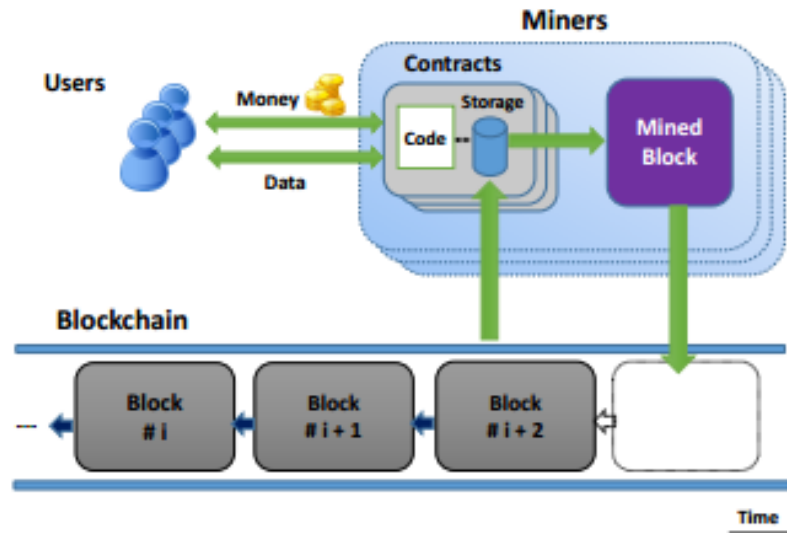 Miners
Contracts
Users
Money
Storage
Code
Mined
Block
Data
Blockchain
Block
# i
Block
# i + 1
Block
# i + 2
Time